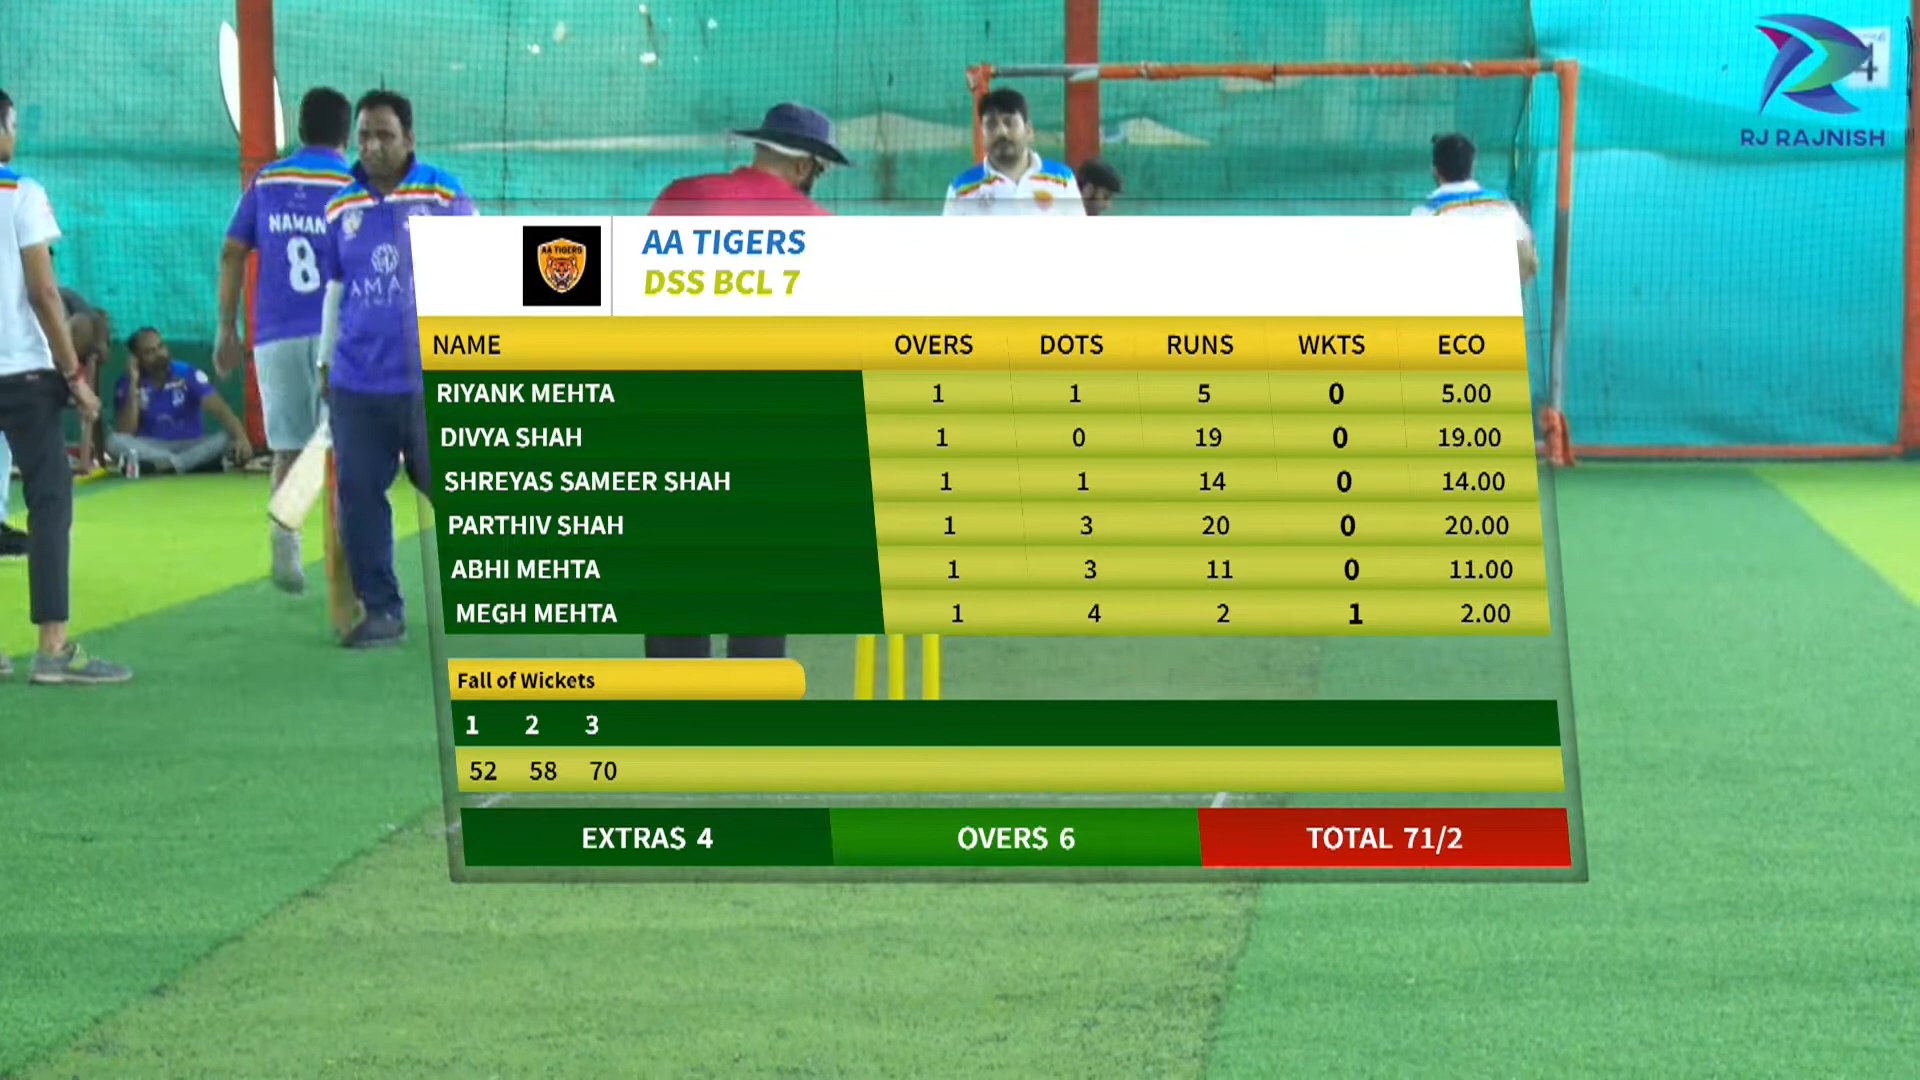 4
RJ RAJNISH
NAMAN
8
AMA
AA TIGERS
AA TIGERS
DSS BCL 7
NAME OVERS DOTS RUNS WKTS ECO
RIYANK MEHTA 1 1 5 0 5.00
DIVYA SHAH 1 0 19 0 19.00
SHREYAS SAMEER SHAH 1 1 14 0 14.00
PARTHIV SHAH 1 3 20 0 20.00
ABHI MEHTA 1 3 11 0 11.00
MEGH MEHTA 1 4 2 1 2.00
Fall of Wickets
1 2 3
52 58 70
EXTRAS 4 OVERS 6 TOTAL 71/2